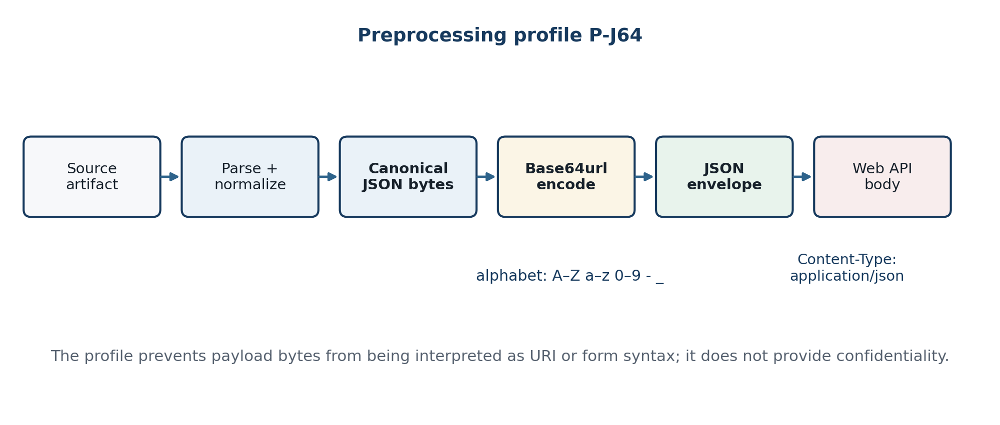 Preprocessing profile P-J64
Source
artifact
Parse +
normalize
Canonical
JSON bytes
Base64url
encode
JSON
envelope
Web API
body
alphabet: A–Z a–z 0–9 - _
Content-Type:
application/json
The profile prevents payload bytes from being interpreted as URI or form syntax; it does not provide confidentiality.